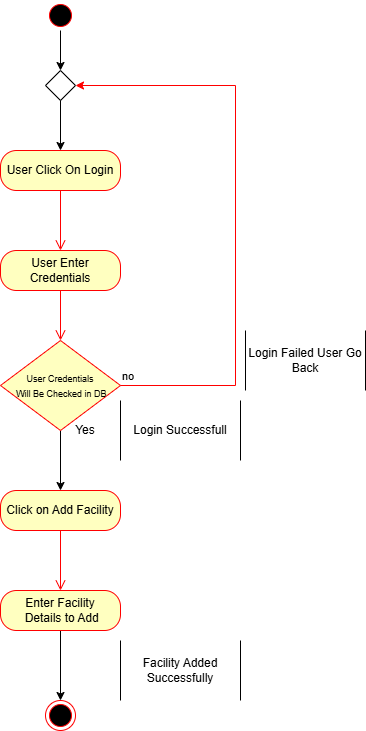 User Click On Login
User Enter
Credentials
Login Failed User Go
Back
no
User Credentials
Will Be Checked in DB
Yes
Login Successfull
Click on Add Facility
Enter Facility
Details to Add
Facility Added
Successfully